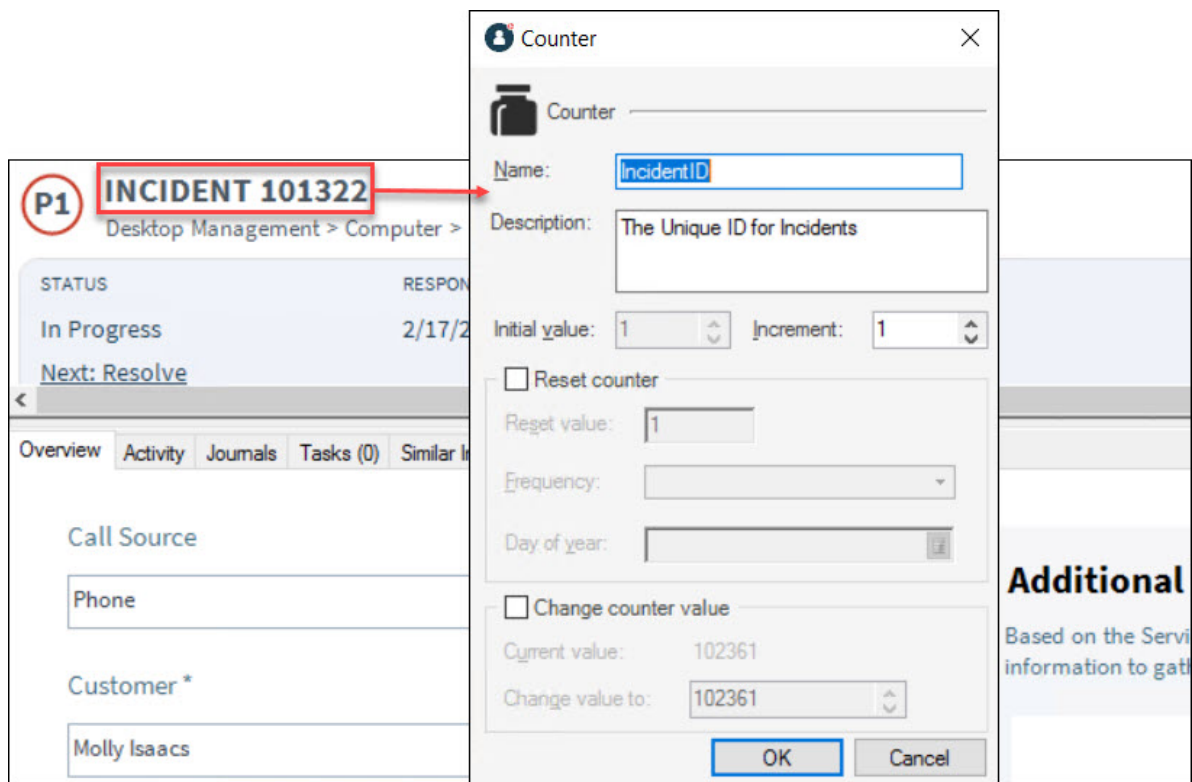 Counter
Counter
Name: IncidentID
Description: The Unique ID for Incidents
Initial value: 1 Increment: 1
Reset counter
Reset value: 1
Frequency:
Day of year:
Change counter value
Current value: 102361
Change value to: 102361
OK Cancel
P1
INCIDENT 101322
Desktop Management > Computer >
STATUS RESPON
In Progress 2/17/2
Next: Resolve
Overview Activity Journals Tasks (0) Similar In
Call Source
Phone
Customer *
Molly Isaacs
Additional
Based on the Servi
information to gath